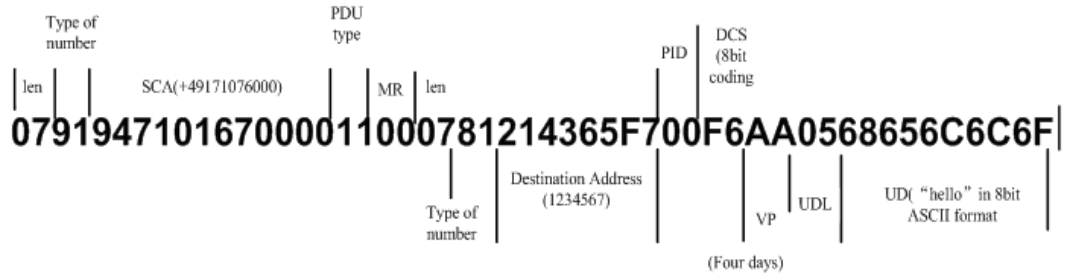 Type of
number
PDU
type
DCS
(8bit
coding
PID
len
SCA(+49171076000)
MR
len
079194710167000011000781214365F700F6AA0568656C6C6F
Type of
number
Destination Address
(1234567)
VP
UDL
UD( “hello” in 8bit
ASCII format
(Four days)